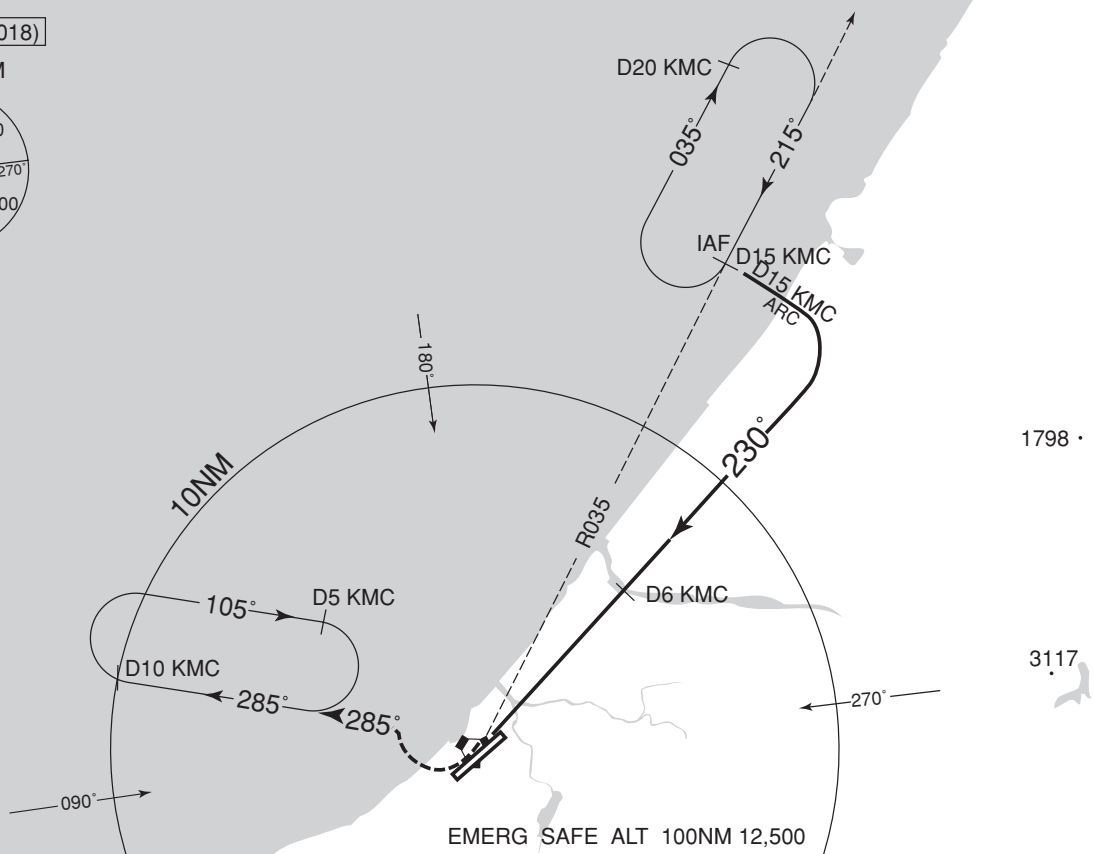 018)
D20 KMC
035°
215°
270°
00
IAF
D15 KMC
D15 KMC
ARC
180°
230°
1798
10NM
R035
D6 KMC
105°
D5 KMC
D10 KMC
285°
285°
3117
270°
090°
EMERG SAFE ALT 100NM 12,500